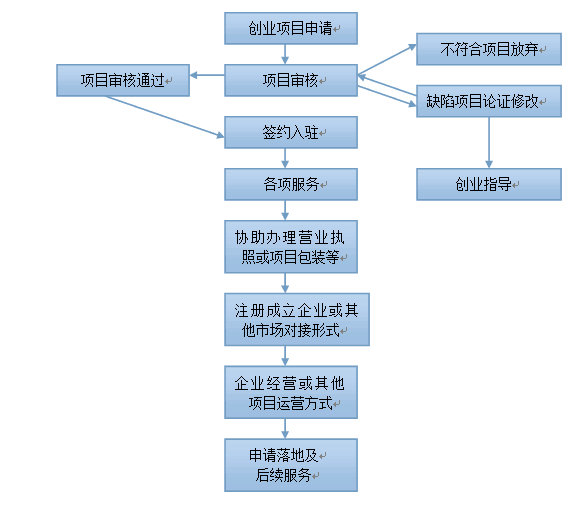 创业项目申请
不符合项目放弃
项目审核通过
项目审核
缺陷项目论证修改
签约入驻
各项服务
创业指导
协助办理营业执
照或项目包装等
注册成立企业或其
他市场对接形式
企业经营或其他
项目运营方式
申请落地及
后续服务